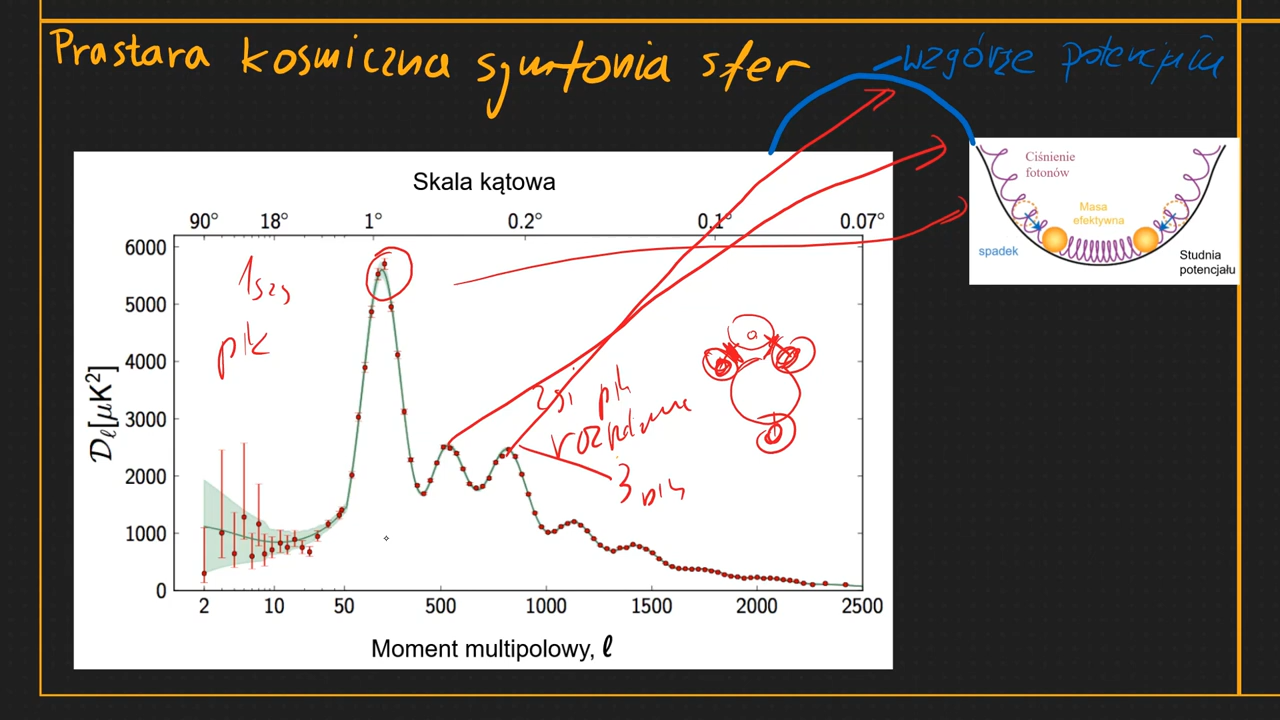 Prastara kosmiczna symfonia sfer
wzgórze potencjału
Skala kątowa
90° 18° 1° 0.2° 0.1° 0.07°
6000
5000
4000
3000
2000
1000
0
𝒟ℓ[μK²]
2 10 50 500 1000 1500 2000 2500
Moment multipolowy, ℓ
1szy
pik
2gi pik
3 pik
Ciśnienie
fotonów
Masa
efektywna
spadek
Studnia
potencjału